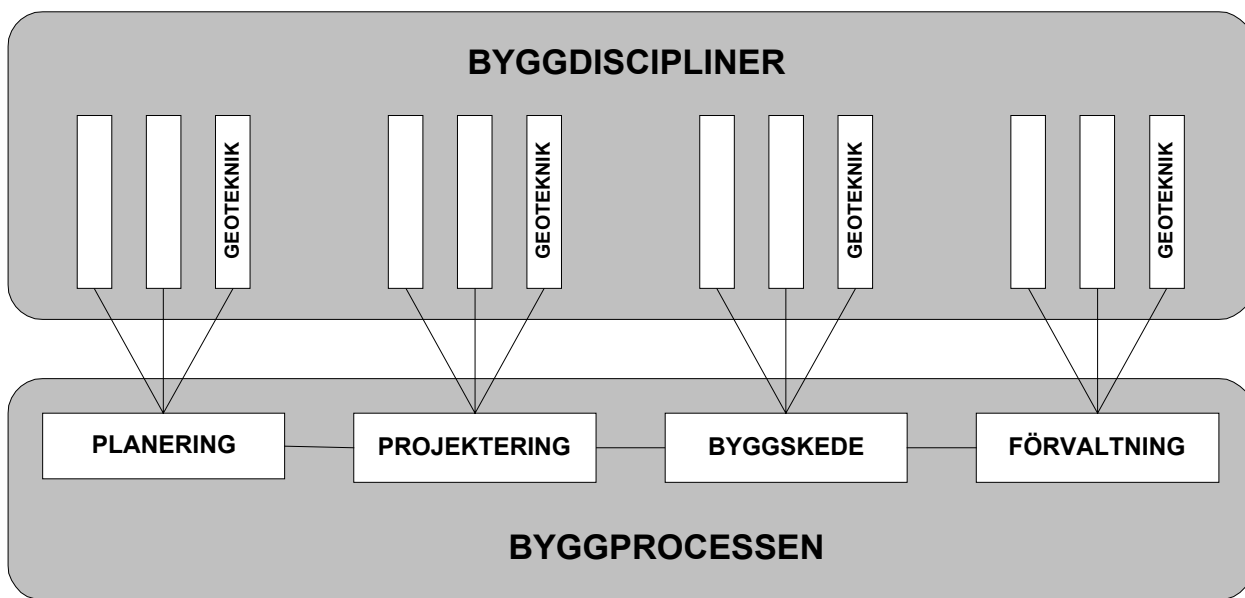 BYGGDISCIPLINER
GEOTEKNIK
GEOTEKNIK
GEOTEKNIK
GEOTEKNIK
PLANERING
PROJEKTERING
BYGGSKEDE
FÖRVALTNING
BYGGPROCESSEN